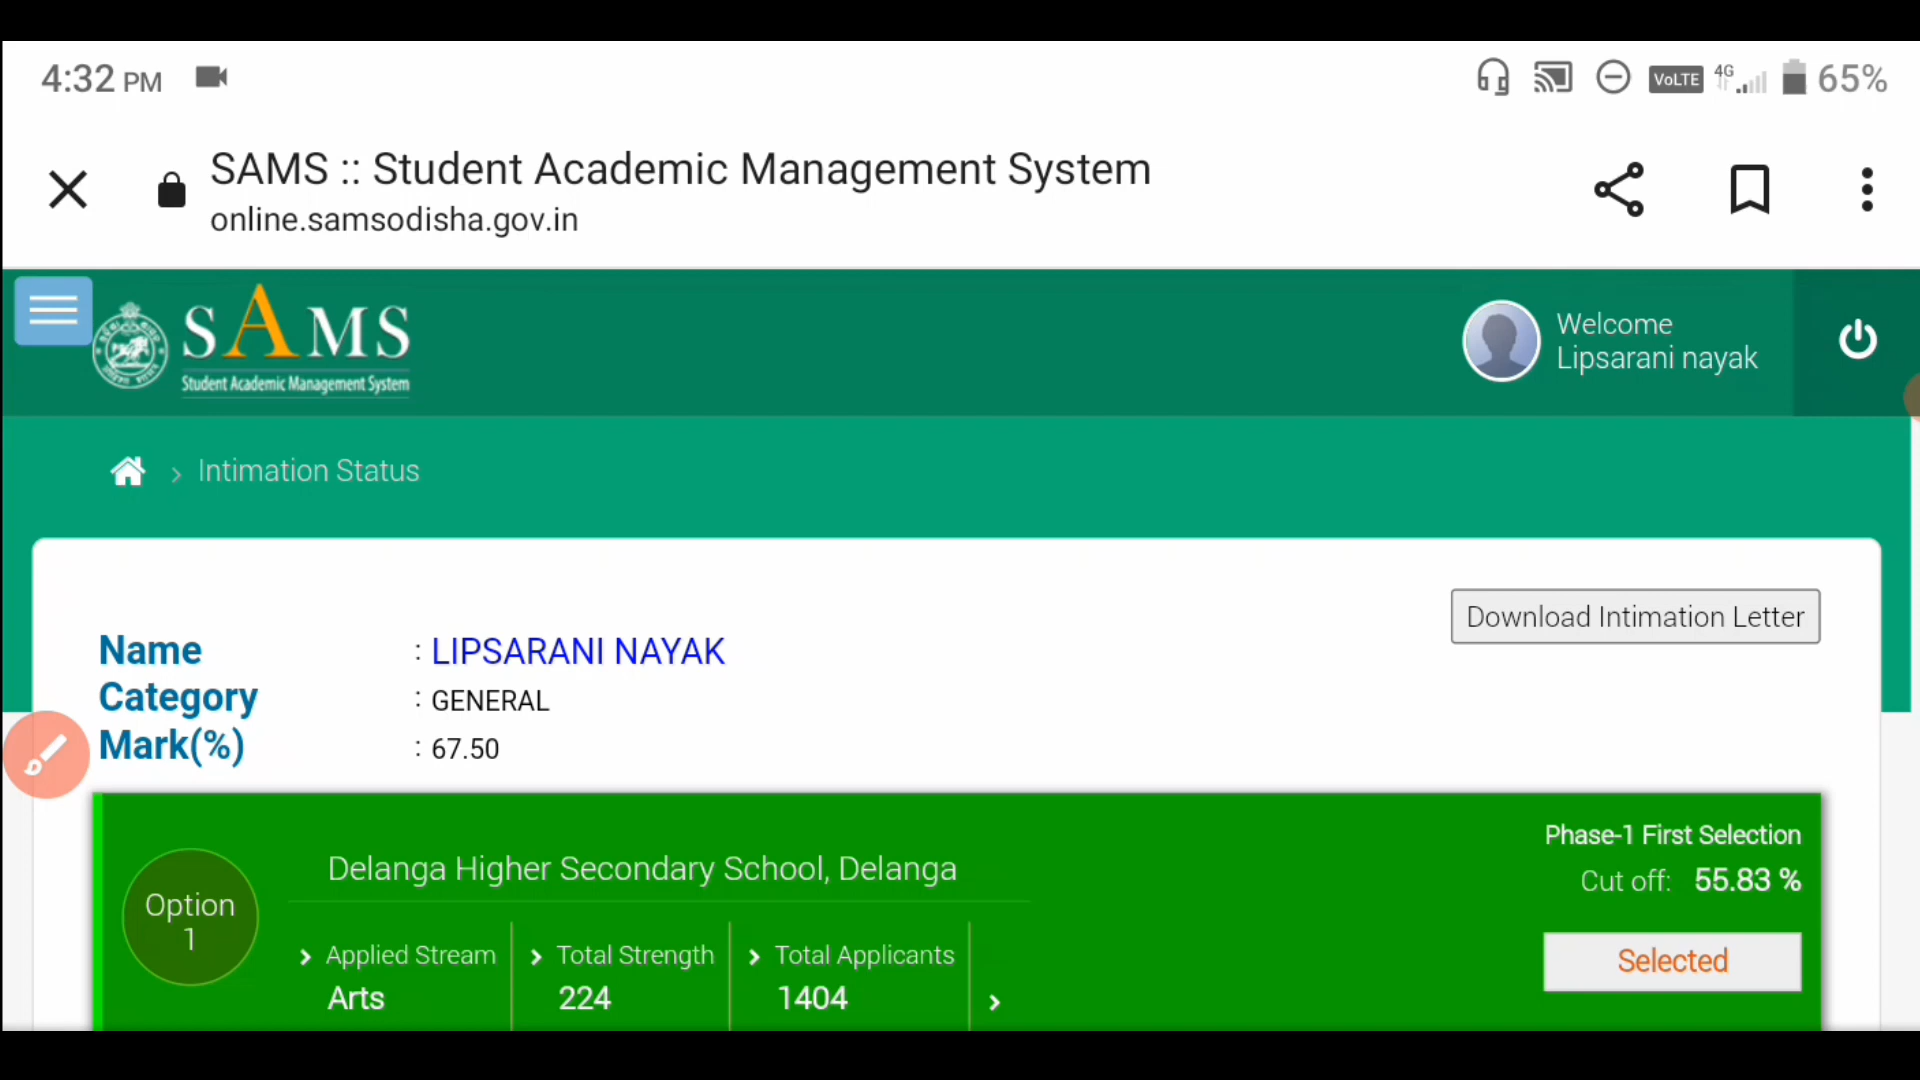 4:32 PM
VoLTE 4G 65%
SAMS :: Student Academic Management System
online.samsodisha.gov.in
SAMS
Student Academic Management System
Welcome
Lipsarani nayak
Intimation Status
Download Intimation Letter
Name : LIPSARANI NAYAK
Category : GENERAL
Mark(%) : 67.50
Phase-1 First Selection
Delanga Higher Secondary School, Delanga
Cut off: 55.83 %
Option
1
Applied Stream Total Strength Total Applicants
Selected
Arts 224 1404